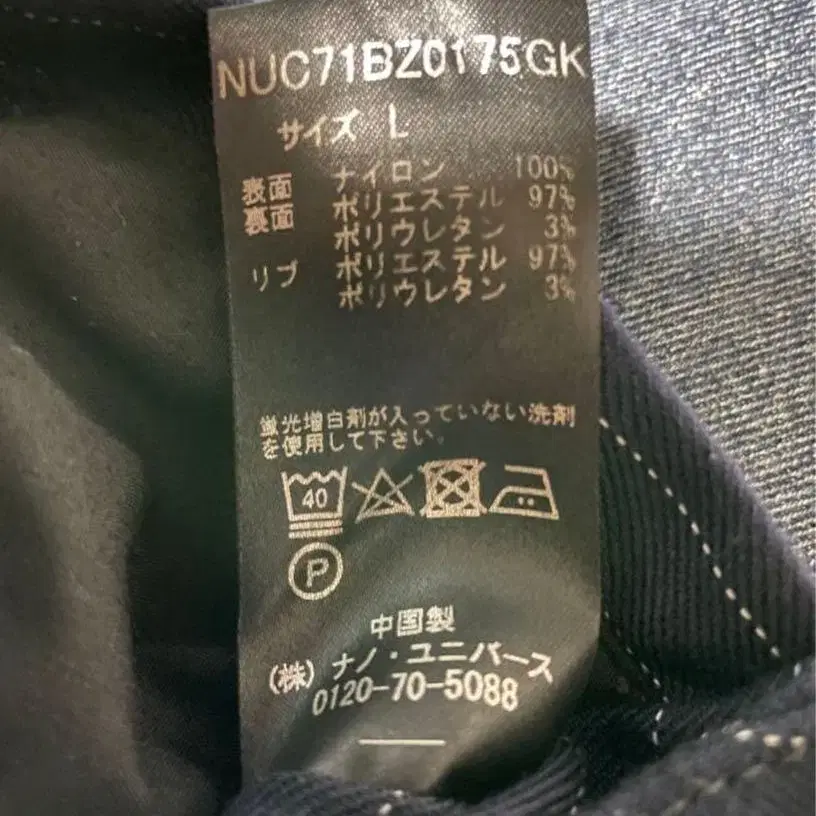 NUC71BZ0175GK
サイズ L
表面 ナイロン 100%
裏面 ポリエステル 97%
ポリウレタン 3%
リブ ポリエステル 97%
ポリウレタン 3%
蛍光増白剤が入っていない洗剤
を使用して下さい。
40
P
中国製
(株) ナノ・ユニバース
0120-70-5088